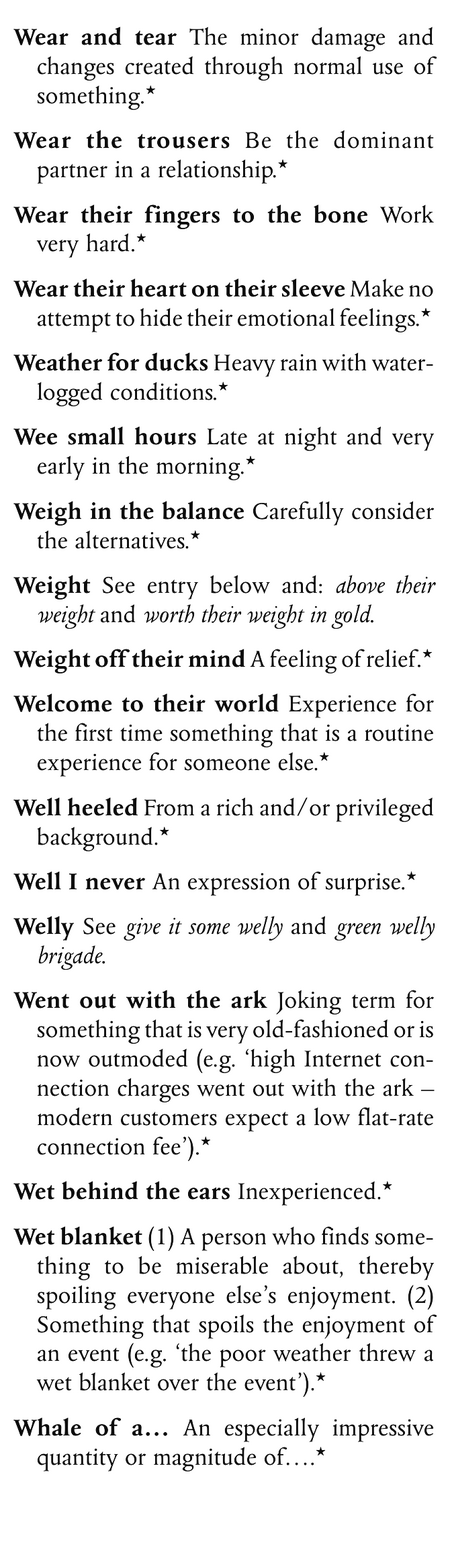 Wear and tear The minor damage and
changes created through normal use of
something.★
Wear the trousers Be the dominant
partner in a relationship.★
Wear their fingers to the bone Work
very hard.★
Wear their heart on their sleeve Make no
attempt to hide their emotional feelings.★
Weather for ducks Heavy rain with water-
logged conditions.★
Wee small hours Late at night and very
early in the morning.★
Weigh in the balance Carefully consider
the alternatives.★
Weight See entry below and: above their
weight and worth their weight in gold.
Weight off their mind A feeling of relief.★
Welcome to their world Experience for
the first time something that is a routine
experience for someone else.★
Well heeled From a rich and/or privileged
background.★
Well I never An expression of surprise.★
Welly See give it some welly and green welly
brigade.
Went out with the ark Joking term for
something that is very old-fashioned or is
now outmoded (e.g. ‘high Internet con-
nection charges went out with the ark –
modern customers expect a low flat-rate
connection fee’).★
Wet behind the ears Inexperienced.★
Wet blanket (1) A person who finds some-
thing to be miserable about, thereby
spoiling everyone else’s enjoyment. (2)
Something that spoils the enjoyment of
an event (e.g. ‘the poor weather threw a
wet blanket over the event’).★
Whale of a… An especially impressive
quantity or magnitude of….★